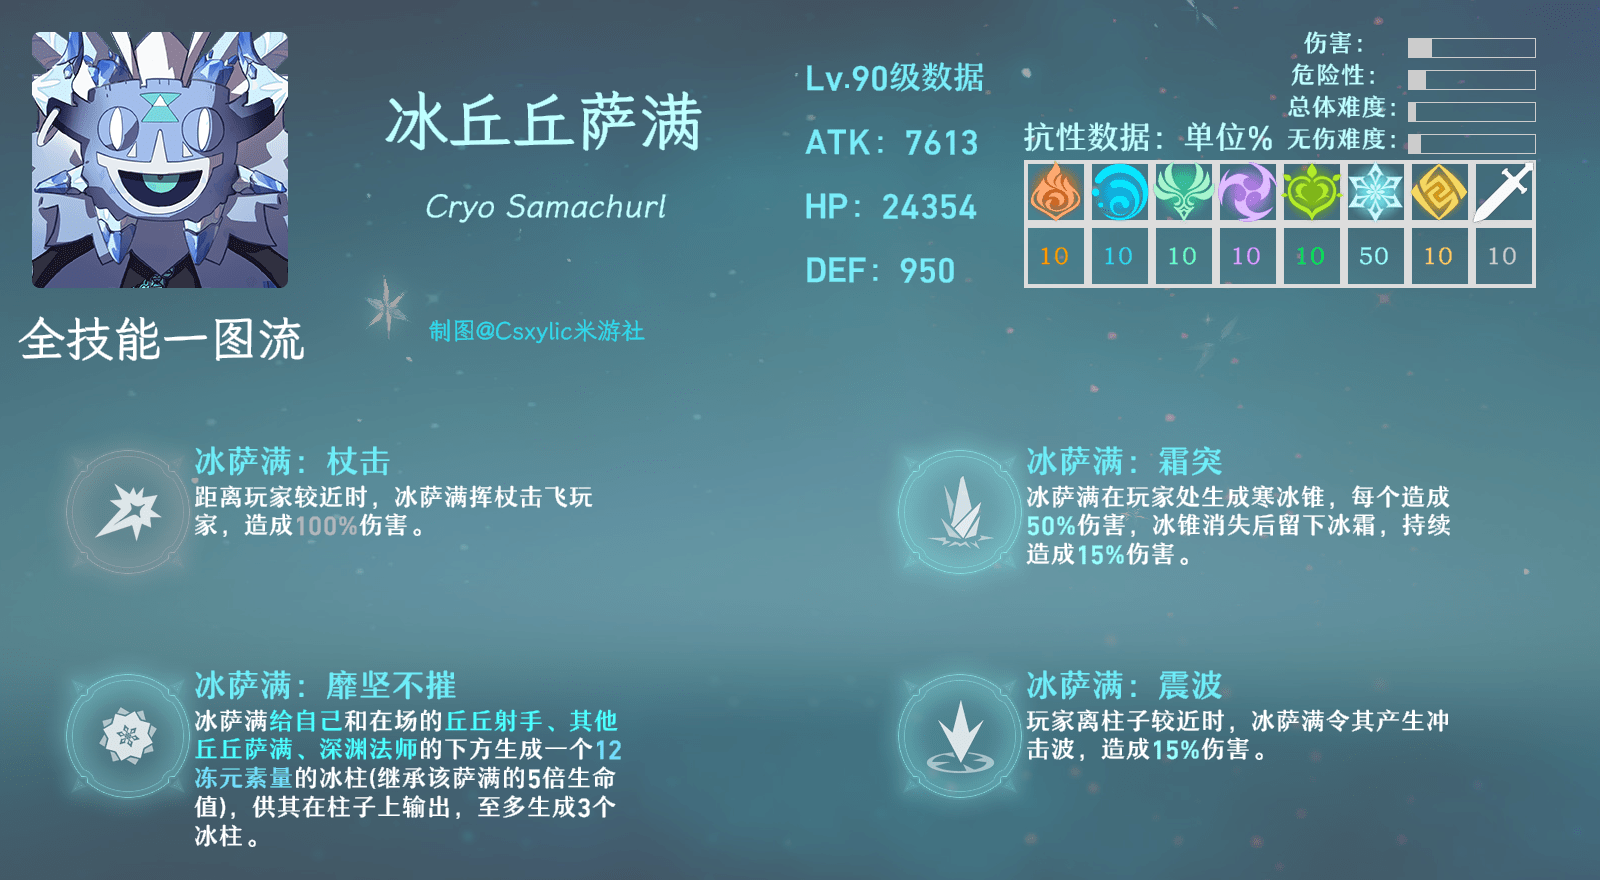 冰丘丘萨满
Cryo Samachurl
制图@Csxylic米游社
全技能一图流
Lv.90级数据
ATK：7613
HP：24354
DEF：950
伤害：
危险性：
总体难度：
无伤难度：
抗性数据：单位%
10 10 10 10 10 50 10 10
冰萨满：杖击
距离玩家较近时，冰萨满挥杖击飞玩
家，造成100%伤害。
冰萨满：霜突
冰萨满在玩家处生成寒冰锥，每个造成
50%伤害，冰锥消失后留下冰霜，持续
造成15%伤害。
冰萨满：靡坚不摧
冰萨满给自己和在场的丘丘射手、其他
丘丘萨满、深渊法师的下方生成一个12
冻元素量的冰柱(继承该萨满的5倍生命
值)，供其在柱子上输出，至多生成3个
冰柱。
冰萨满：震波
玩家离柱子较近时，冰萨满令其产生冲
击波，造成15%伤害。